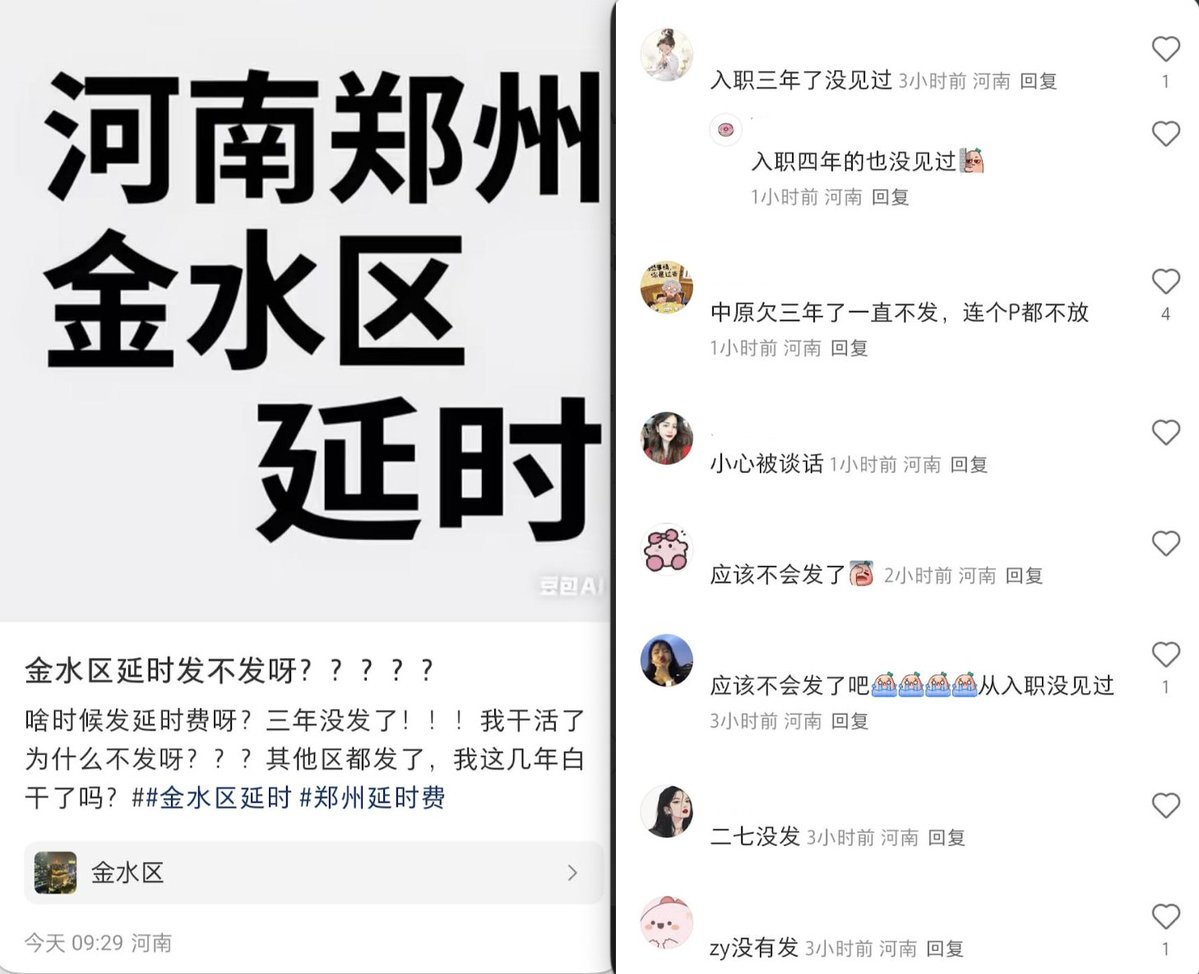 河南郑州
金水区
延时
豆包AI
金水区延时发不发呀？？？？？
啥时候发延时费呀？三年没发了！！！我干活了
为什么不发呀？？？其他区都发了，我这几年白
干了吗？##金水区延时 #郑州延时费
金水区
今天 09:29 河南
入职三年了没见过 3小时前 河南 回复
1
入职四年的也没见过
1小时前 河南 回复
中原欠三年了一直不发，连个P都不放
4
1小时前 河南 回复
小心被谈话 1小时前 河南 回复
应该不会发了 2小时前 河南 回复
应该不会发了吧 从入职没见过
1
3小时前 河南 回复
二七没发 3小时前 河南 回复
zy没有发 3小时前 河南 回复
1